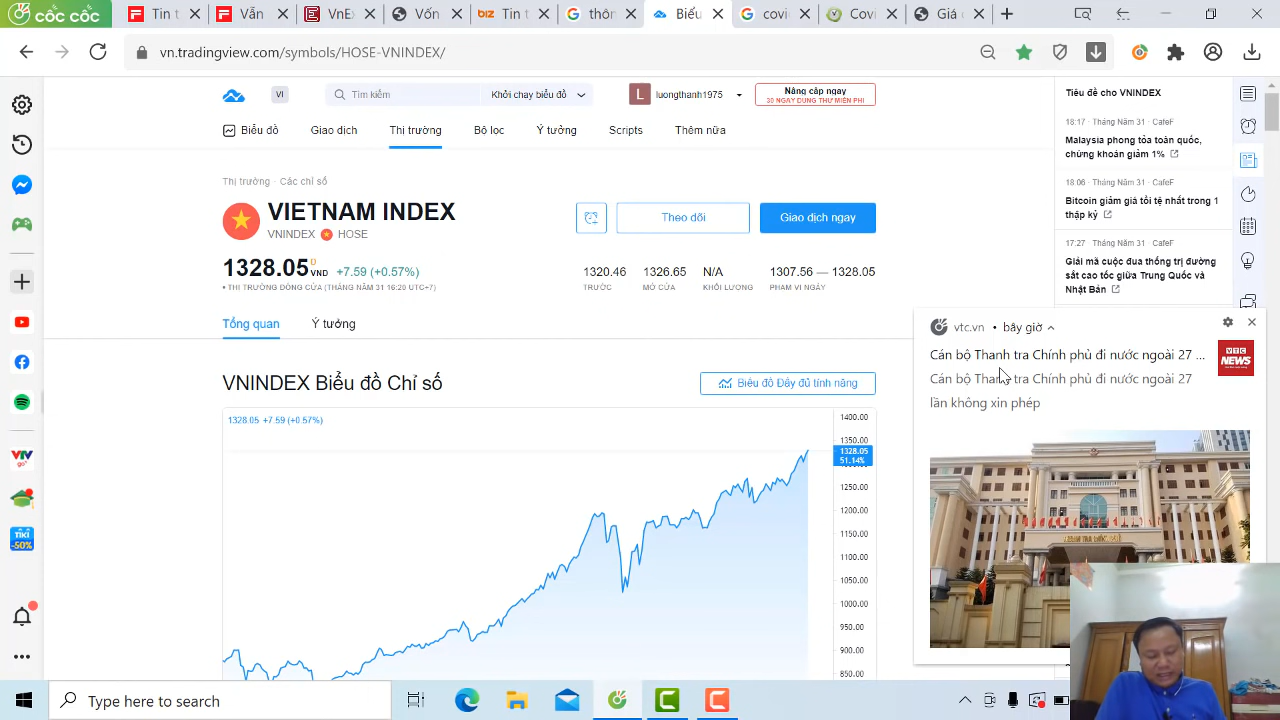 cốc cốc
Tin t
Vẫn
VnE
Vốn
Tin t
thôn
Biểu
covi
Covi
Giá
vn.tradingview.com/symbols/HOSE-VNINDEX/
VI
Tìm kiếm
Khởi chạy biểu đồ
L
luongthanh1975
Nâng cấp ngay
30 NGÀY DÙNG THỬ MIỄN PHÍ
Biểu đồ
Giao dịch
Thị trường
Bộ lọc
Ý tưởng
Scripts
Thêm nữa
Thị trường · Các chỉ số
VIETNAM INDEX
VNINDEX HOSE
Theo dõi
Giao dịch ngay
1328.05 Đ VND +7.59 (+0.57%)
THỊ TRƯỜNG ĐÓNG CỬA (THÁNG NĂM 31 16:20 UTC+7)
1320.46
TRƯỚC
1326.65
MỞ CỬA
N/A
KHỐI LƯỢNG
1307.56 — 1328.05
PHẠM VI NGÀY
Tổng quan
Ý tưởng
VNINDEX Biểu đồ Chỉ số
Biểu đồ Đầy đủ tính năng
1328.05 +7.59 (+0.57%)
1400.00
1350.00
1328.05
51.14%
1250.00
1200.00
1150.00
1100.00
1050.00
1000.00
950.00
900.00
850.00
Tiêu đề cho VNINDEX
18:17 · Tháng Năm 31 · CafeF
Malaysia phong tỏa toàn quốc,
chứng khoán giảm 1%
18:06 · Tháng Năm 31 · CafeF
Bitcoin giảm giá tồi tệ nhất trong 1
thập kỷ
17:27 · Tháng Năm 31 · CafeF
Giải mã cuộc đua thống trị đường
sắt cao tốc giữa Trung Quốc và
Nhật Bản
vtc.vn • bây giờ
Cán bộ Thanh tra Chính phủ đi nước ngoài 27 ...
Cán bộ Thanh tra Chính phủ đi nước ngoài 27
lần không xin phép
VTC
NEWS
VTV
go
TIKI
-50%
Type here to search